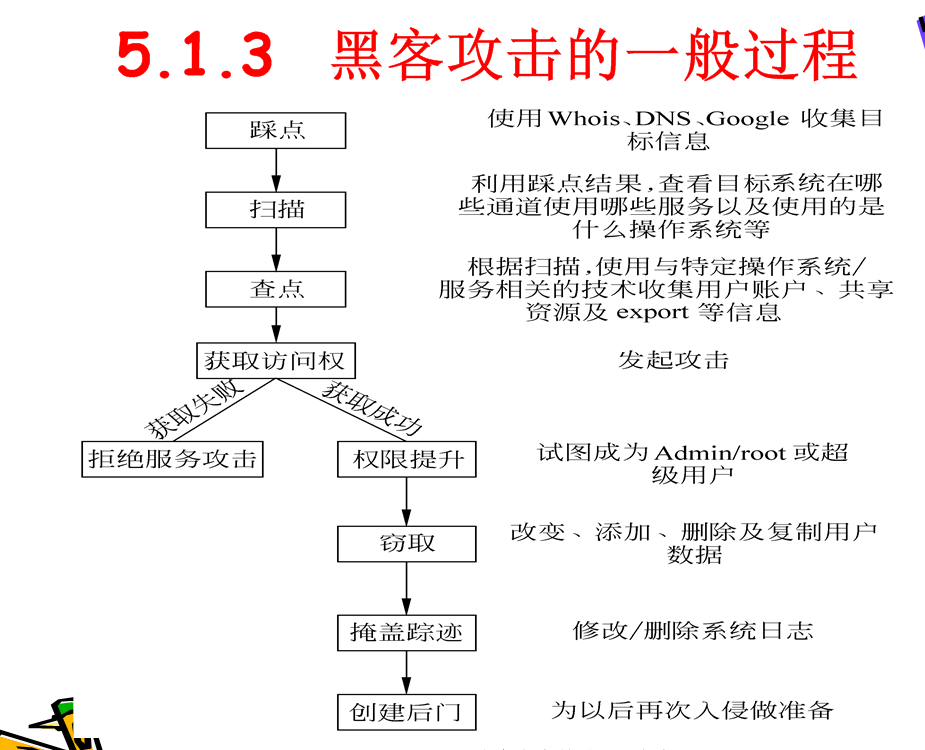 5.1.3 黑客攻击的一般过程
踩点
使用Whois、DNS、Google 收集目
标信息
扫描
利用踩点结果,查看目标系统在哪
些通道使用哪些服务以及使用的是
什么操作系统等
查点
根据扫描,使用与特定操作系统/
服务相关的技术收集用户账户、共享
资源及 export 等信息
获取访问权
发起攻击
获取失败
获取成功
拒绝服务攻击
权限提升
试图成为 Admin/root 或超
级用户
窃取
改变、添加、删除及复制用户
数据
掩盖踪迹
修改/删除系统日志
创建后门
为以后再次入侵做准备